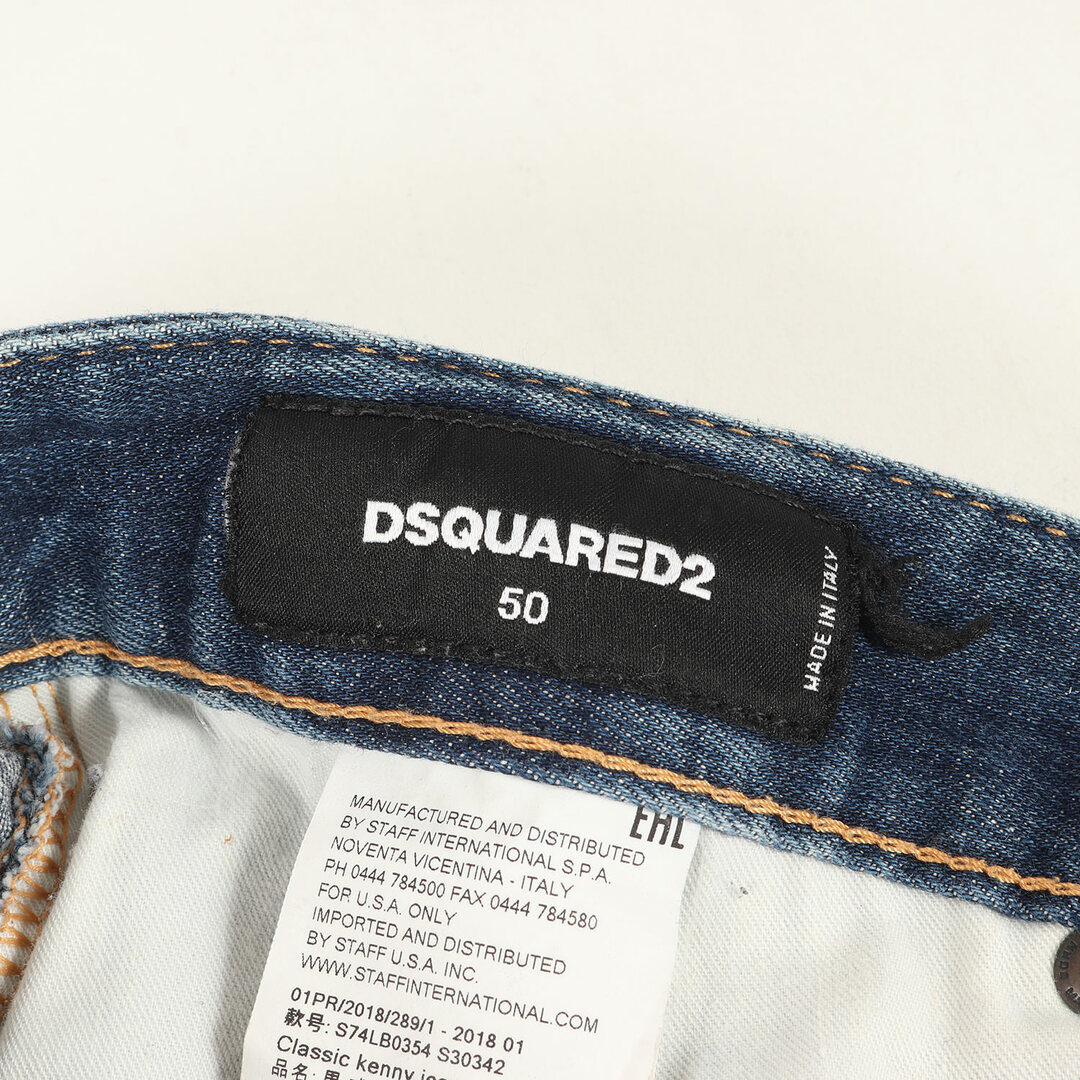 DSQUARED2
50
MADE IN ITALY
EAC
MANUFACTURED AND DISTRIBUTED
BY STAFF INTERNATIONAL S.P.A.
NOVENTA VICENTINA - ITALY
PH 0444 784500 FAX 0444 784580
FOR U.S.A. ONLY
IMPORTED AND DISTRIBUTED
BY STAFF U.S.A. INC.
WWW.STAFFINTERNATIONAL.COM
01PR/2018/289/1 - 2018 01
款号: S74LB0354 S30342
Classic kenny
品名: 男